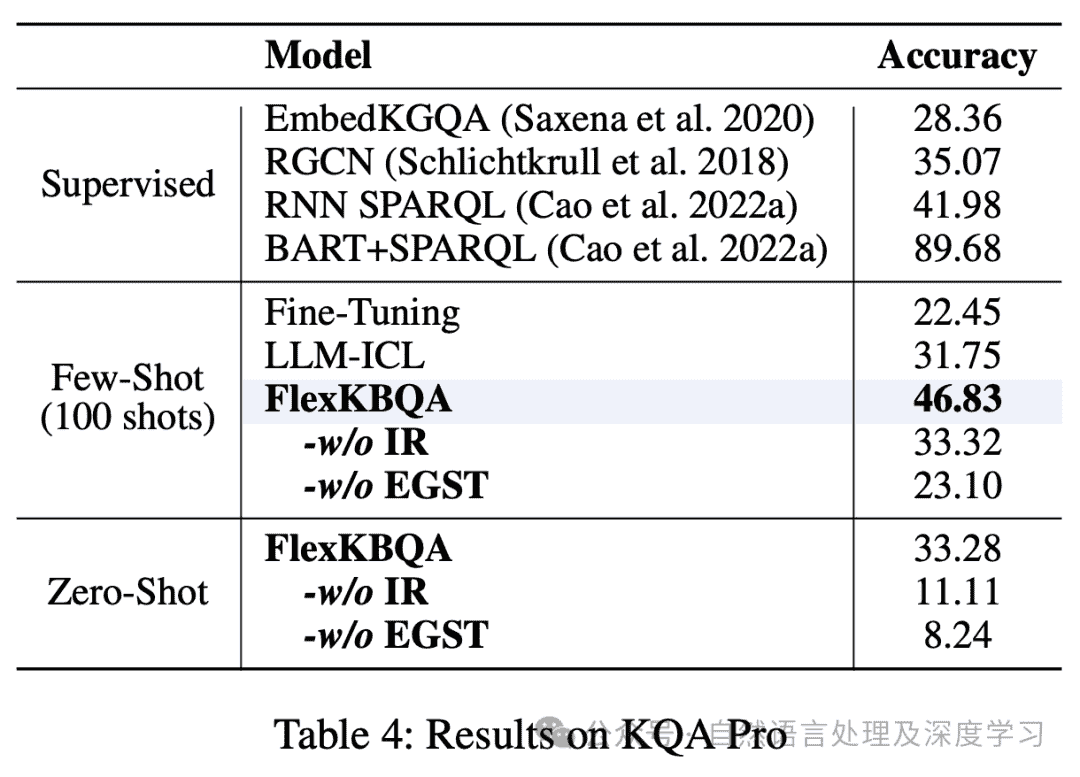 Model Accuracy
Supervised
EmbedKGQA (Saxena et al. 2020) 28.36
RGCN (Schlichtkrull et al. 2018) 35.07
RNN SPARQL (Cao et al. 2022a) 41.98
BART+SPARQL (Cao et al. 2022a) 89.68
Few-Shot
(100 shots)
Fine-Tuning 22.45
LLM-ICL 31.75
FlexKBQA 46.83
-w/o IR 33.32
-w/o EGST 23.10
Zero-Shot
FlexKBQA 33.28
-w/o IR 11.11
-w/o EGST 8.24
Table 4: Results on KQA Pro
公众号 · 自然语言处理及深度学习